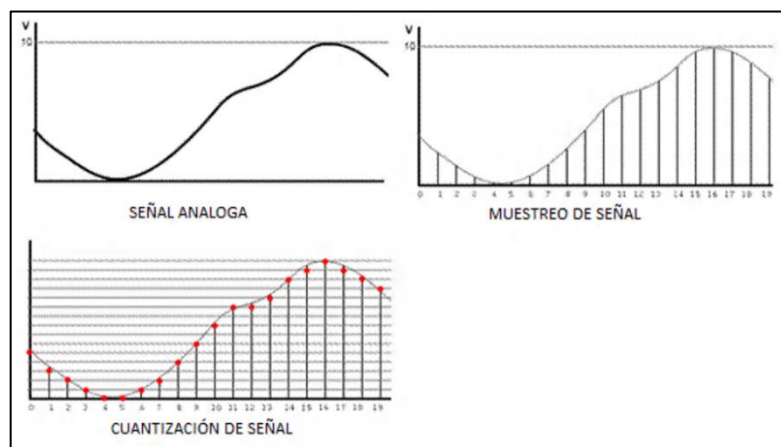 V
10
SEÑAL ANALOGA
V
10
0 1 2 3 4 5 6 7 8 9 10 11 12 13 14 15 16 17 18 19
MUESTREO DE SEÑAL
0 1 2 3 4 5 6 7 8 9 10 11 12 13 14 15 16 17 18 19
CUANTIZACIÓN DE SEÑAL